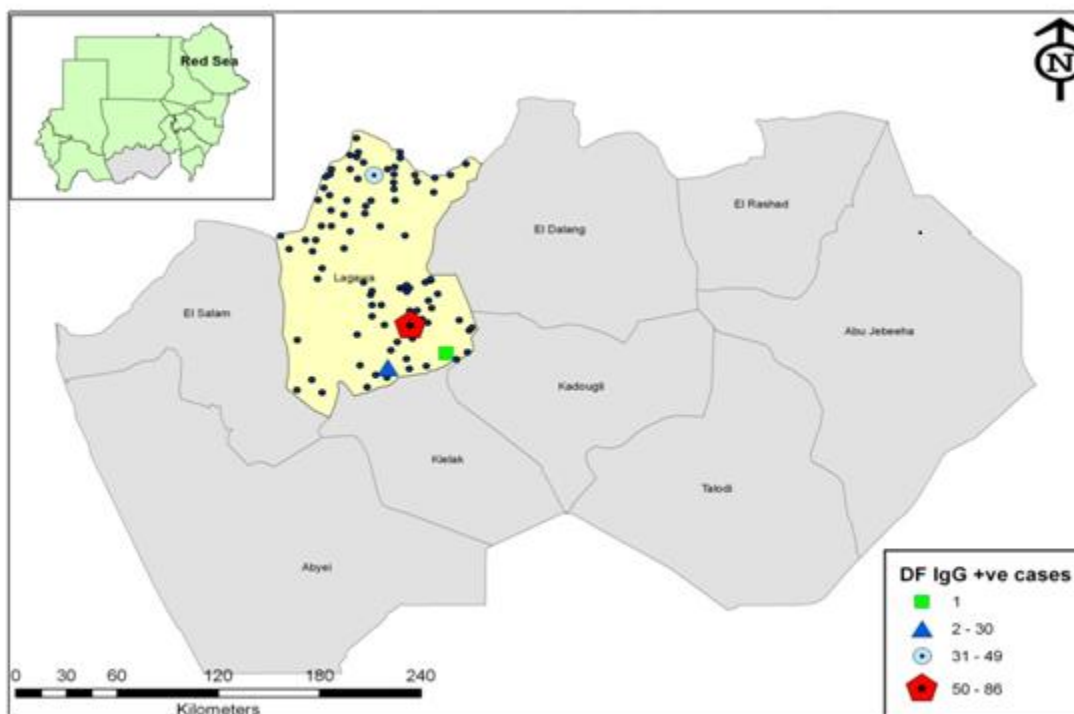 Red Sea
N
El Rashad
El Dalang
Lagawa
El Salam
Abu Jebeeha
Kadougli
Kielak
Talodi
Abyei
DF IgG +ve cases
1
2 - 30
31 - 49
50 - 86
0 30 60 120 180 240
Kilometers